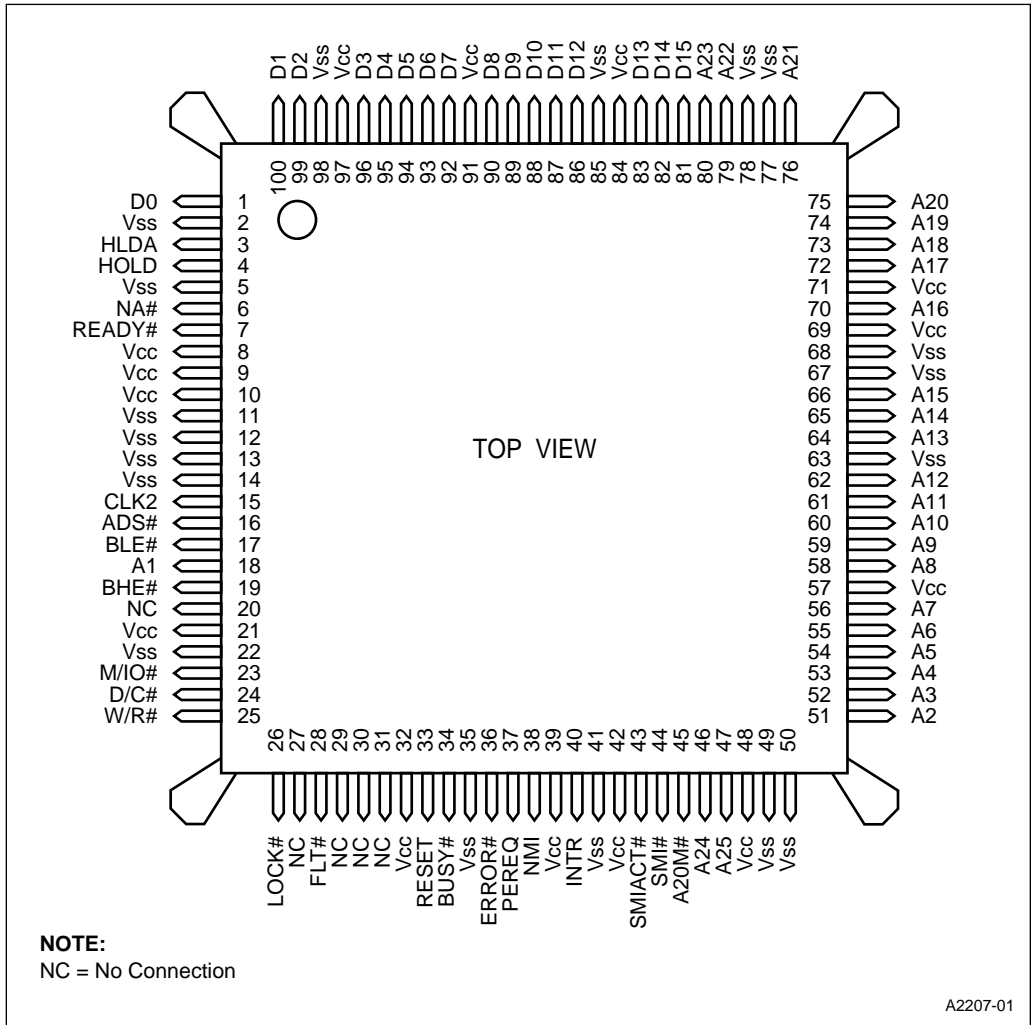 D1 D2 Vss Vcc D3 D4 D5 D6 D7 Vcc D8 D9 D10 D11 D12 Vss Vcc D13 D14 D15 A23 A22 Vss Vss A21
100 99 98 97 96 95 94 93 92 91 90 89 88 87 86 85 84 83 82 81 80 79 78 77 76
D0 1 75 A20
Vss 2 74 A19
HLDA 3 73 A18
HOLD 4 72 A17
Vss 5 71 Vcc
NA# 6 70 A16
READY# 7 69 Vcc
Vcc 8 68 Vss
Vcc 9 67 Vss
Vcc 10 66 A15
Vss 11 65 A14
Vss 12 64 A13
Vss 13 63 Vss
Vss 14 62 A12
CLK2 15 61 A11
ADS# 16 60 A10
BLE# 17 59 A9
A1 18 58 A8
BHE# 19 57 Vcc
NC 20 56 A7
Vcc 21 55 A6
Vss 22 54 A5
M/IO# 23 53 A4
D/C# 24 52 A3
W/R# 25 51 A2
TOP VIEW
26 27 28 29 30 31 32 33 34 35 36 37 38 39 40 41 42 43 44 45 46 47 48 49 50
LOCK# NC FLT# NC NC NC Vcc RESET BUSY# Vss ERROR# PEREQ NMI Vcc INTR Vss Vcc SMIACT# SMI# A20M# A24 A25 Vcc Vss Vss
NOTE:
NC = No Connection
A2207-01